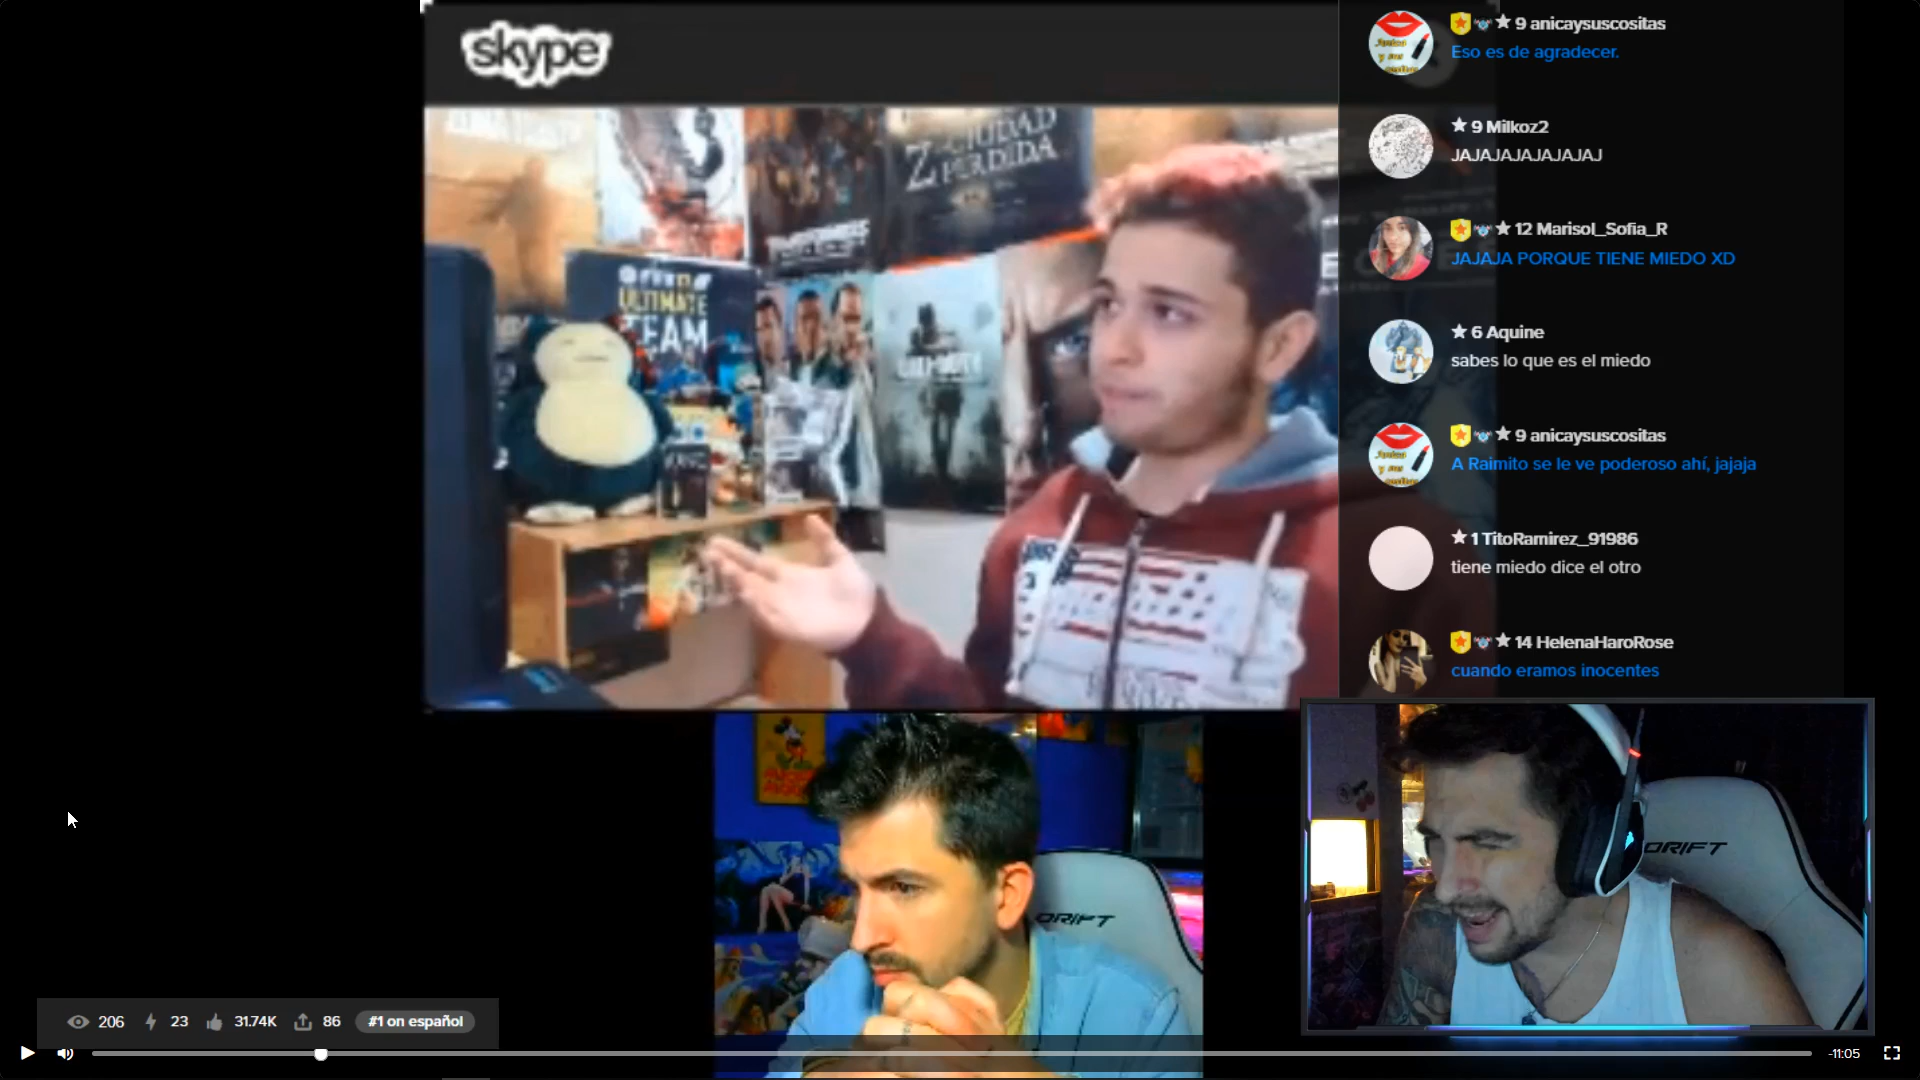 skype
Z LA CIUDAD
PERDIDA
ULTIMATE
TEAM
DRIFT
DRIFT
9 anicaysuscositas
Eso es de agradecer.
9 Milkoz2
JAJAJAJAJAJAJAJ
12 Marisol_Sofia_R
JAJAJA PORQUE TIENE MIEDO XD
6 Aquine
sabes lo que es el miedo
9 anicaysuscositas
A Raimito se le ve poderoso ahí, jajaja
1 TitoRamirez_91986
tiene miedo dice el otro
14 HelenaHaroRose
cuando eramos inocentes
206 23 31.74K 86 #1 on español
-11:05